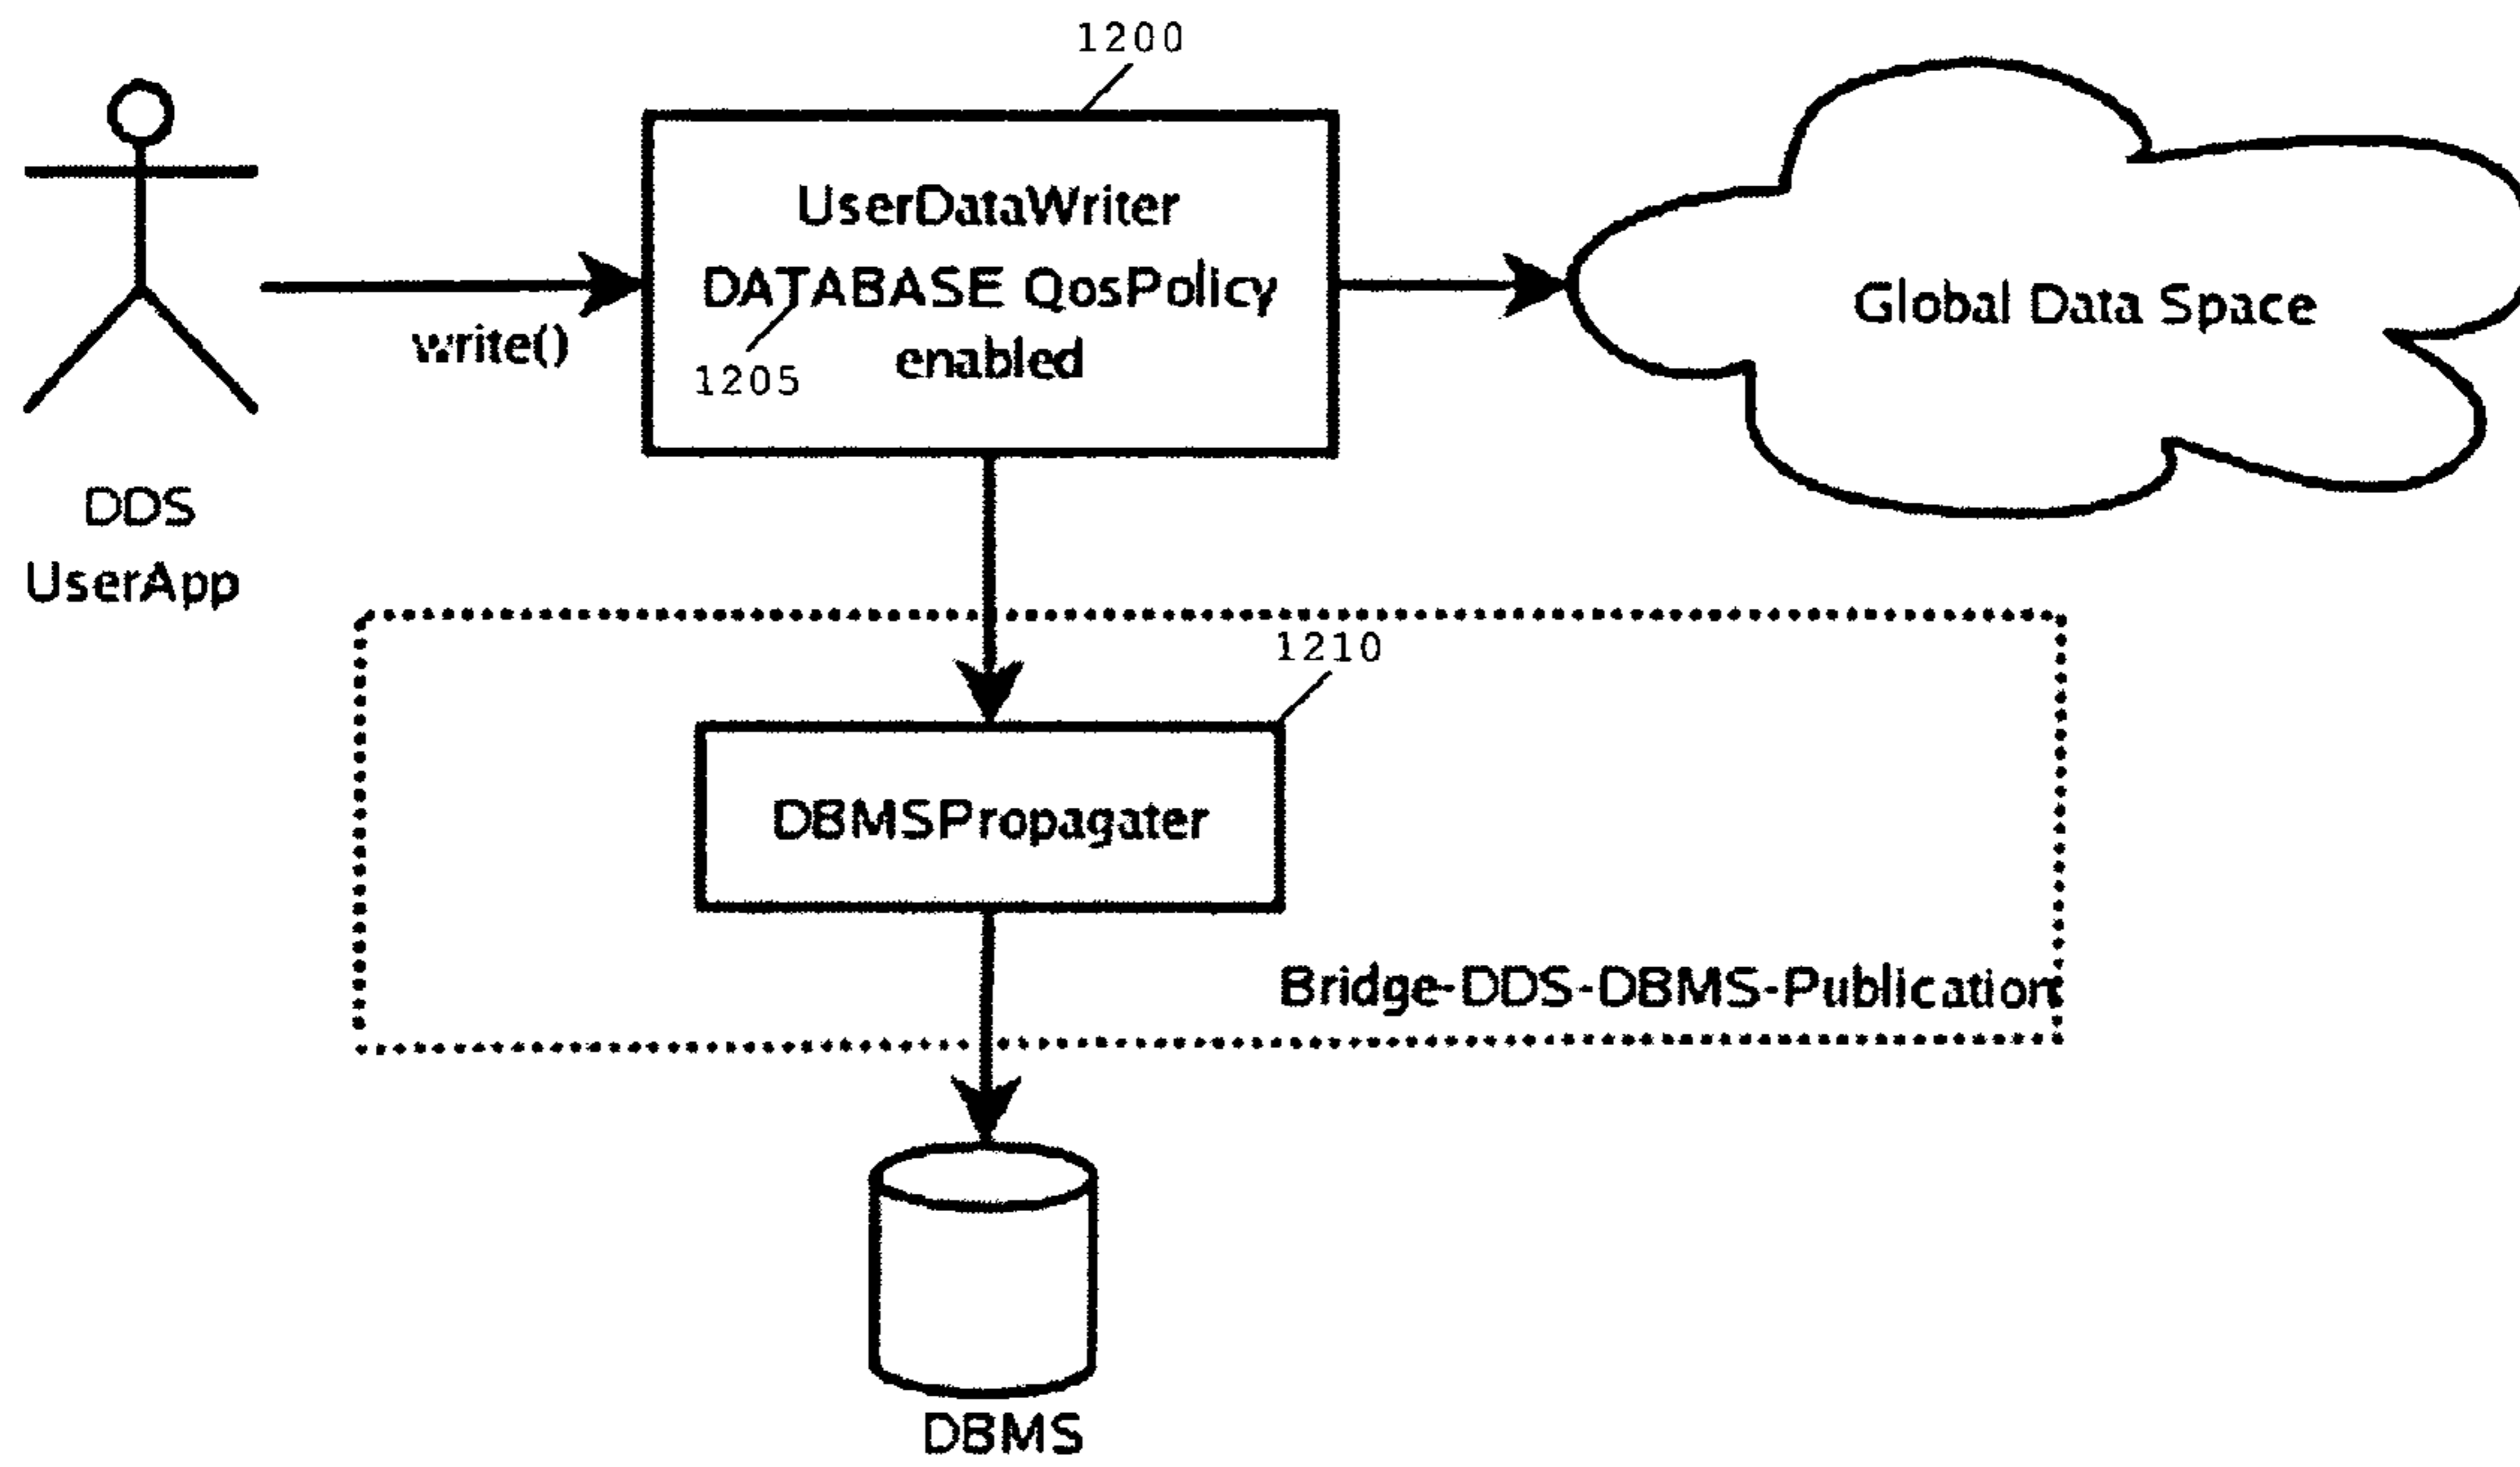 1200
UserDataWriter
DATABASE QosPolicy
enabled
1205
write()
Global Data Space
DDS
UserApp
1210
DBMSPropagater
Bridge-DDS-DBMS-Publication
DBMS